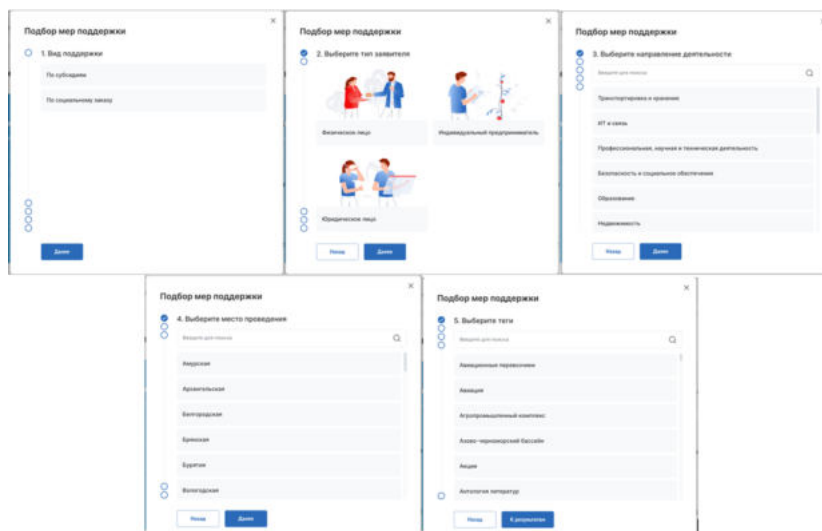 Подбор мер поддержки
1. Вид поддержки
По субсидиям
По социальному заказу
Далее
Подбор мер поддержки
2. Выберите тип заявителя
Физическое лицо
Индивидуальный предприниматель
Юридическое лицо
Назад
Далее
Подбор мер поддержки
3. Выберите направление деятельности
Введите для поиска
Транспортировка и хранение
ИТ и связь
Профессиональная, научная и техническая деятельность
Безопасность и социальное обеспечение
Образование
Недвижимость
Назад
Далее
Подбор мер поддержки
4. Выберите место проведения
Введите для поиска
Амурская
Архангельская
Белгородская
Брянская
Бурятия
Вологодская
Назад
Далее
Подбор мер поддержки
5. Выберите теги
Введите для поиска
Авиационные перевозчики
Авиация
Агропромышленный комплекс
Азово-черноморский бассейн
Акции
Антология литератур
Назад
К результатам